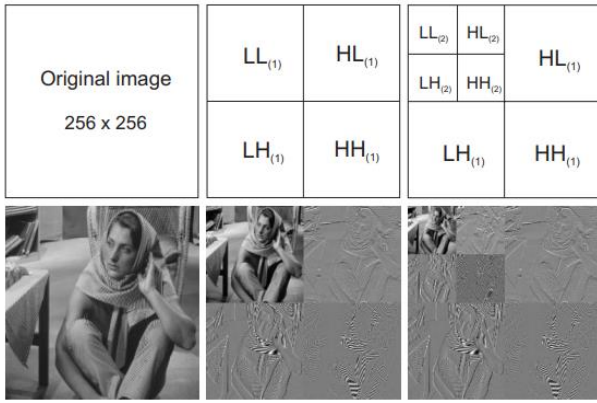 Original image
256 x 256
LL(1) HL(1)
LH(1) HH(1)
LL(2) HL(2)
LH(2) HH(2)
HL(1)
LH(1) HH(1)